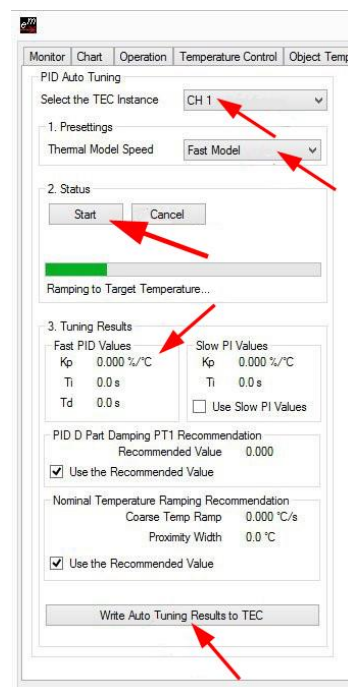 em
Monitor Chart Operation Temperature Control Object Temp
PID Auto Tuning
Select the TEC Instance CH 1
1. Presettings
Thermal Model Speed Fast Model
2. Status
Start Cancel
Ramping to Target Temperature...
3. Tuning Results
Fast PID Values Slow PI Values
Kp 0.000 %/°C Kp 0.000 %/°C
Ti 0.0 s Ti 0.0 s
Td 0.0 s Use Slow PI Values
PID D Part Damping PT1 Recommendation
Recommended Value 0.000
Use the Recommended Value
Nominal Temperature Ramping Recommendation
Coarse Temp Ramp 0.000 °C/s
Proximity Width 0.0 °C
Use the Recommended Value
Write Auto Tuning Results to TEC